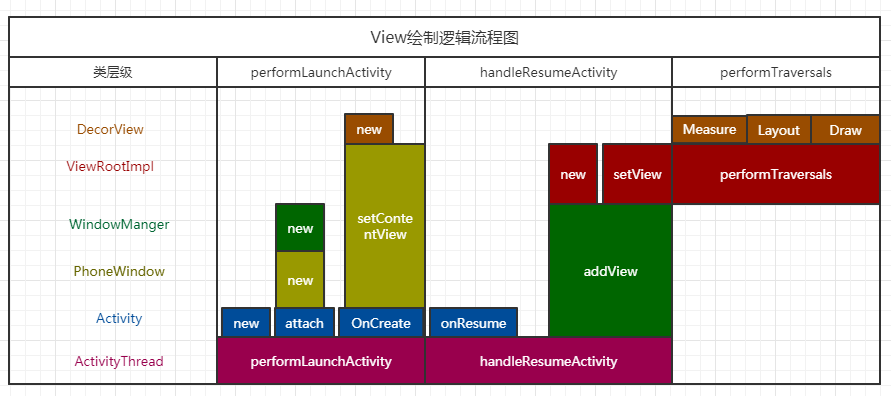 View绘制逻辑流程图
类层级
performLaunchActivity
handleResumeActivity
performTraversals
DecorView
new
Measure
Layout
Draw
ViewRootImpl
new
setView
performTraversals
WindowManger
new
setConte
ntView
PhoneWindow
new
addView
Activity
new
attach
OnCreate
onResume
ActivityThread
performLaunchActivity
handleResumeActivity